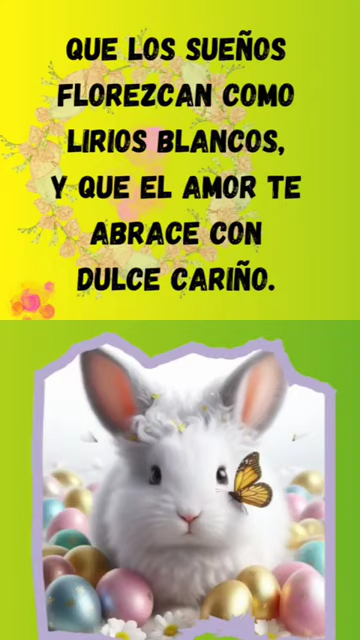 QUE LOS SUEÑOS
FLOREZCAN COMO
LIRIOS BLANCOS,
Y QUE EL AMOR TE
ABRACE CON
DULCE CARIÑO.